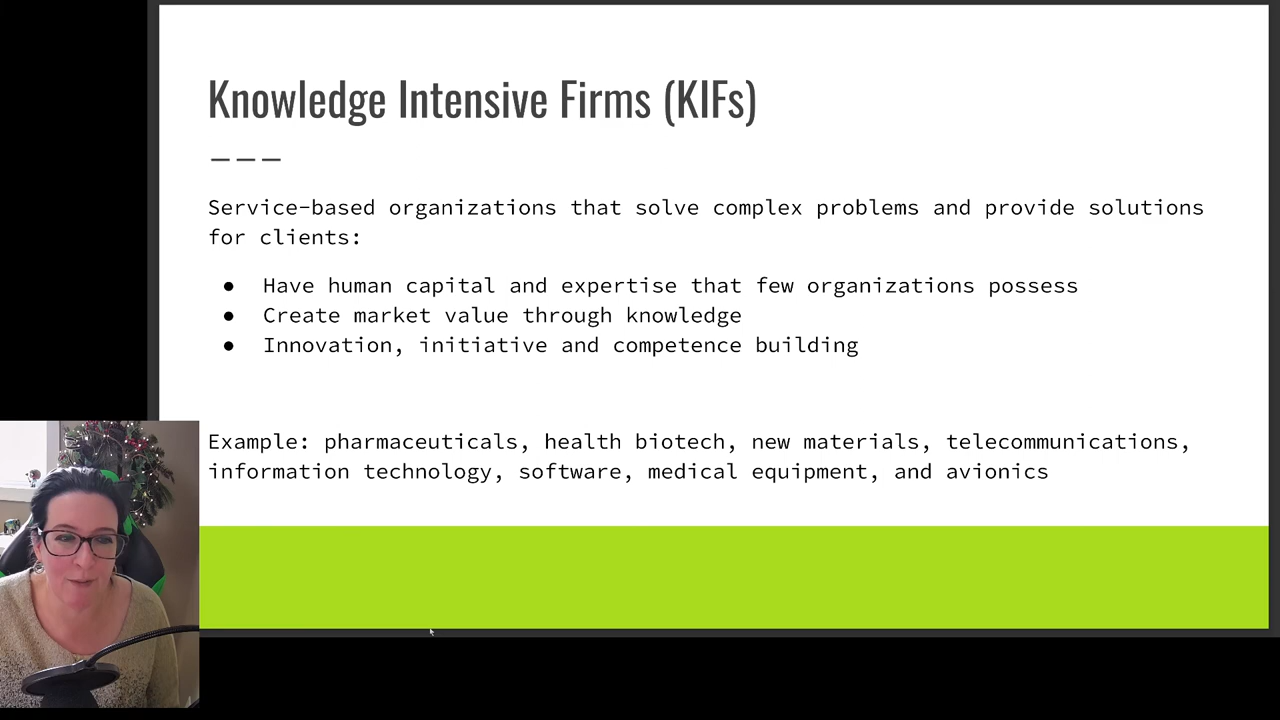 Knowledge Intensive Firms (KIFs)
Service-based organizations that solve complex problems and provide solutions
for clients:
● Have human capital and expertise that few organizations possess
● Create market value through knowledge
● Innovation, initiative and competence building
Example: pharmaceuticals, health biotech, new materials, telecommunications,
information technology, software, medical equipment, and avionics